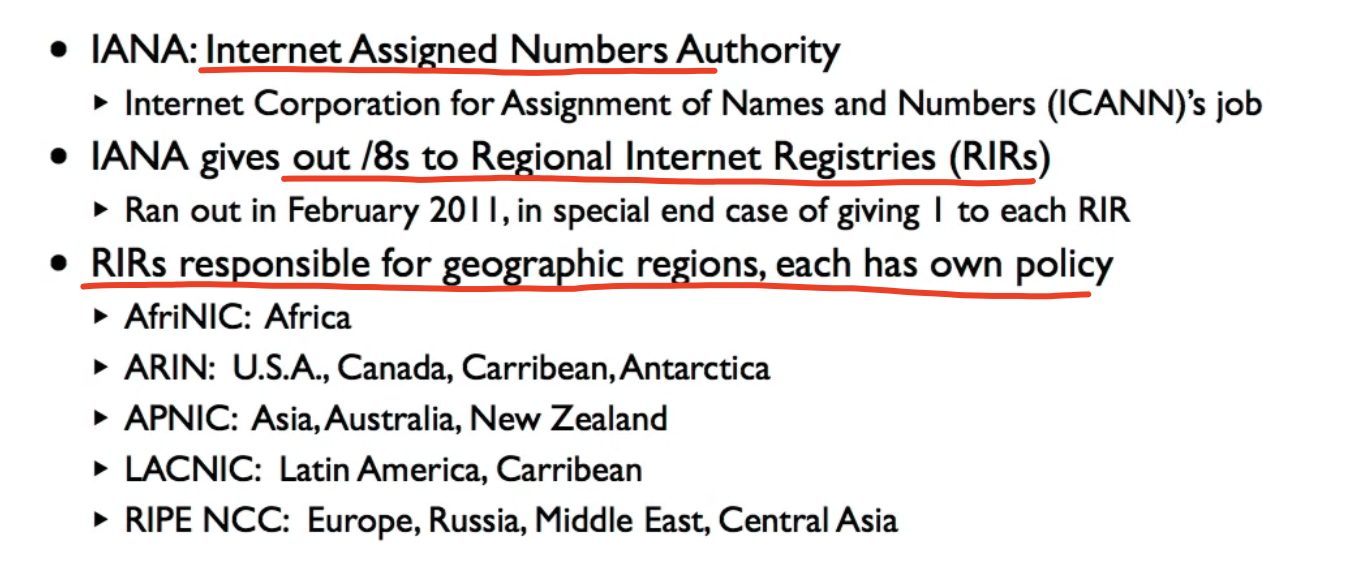 • IANA: Internet Assigned Numbers Authority
▸ Internet Corporation for Assignment of Names and Numbers (ICANN)’s job
• IANA gives out /8s to Regional Internet Registries (RIRs)
▸ Ran out in February 2011, in special end case of giving 1 to each RIR
• RIRs responsible for geographic regions, each has own policy
▸ AfriNIC: Africa
▸ ARIN: U.S.A., Canada, Carribean, Antarctica
▸ APNIC: Asia, Australia, New Zealand
▸ LACNIC: Latin America, Carribean
▸ RIPE NCC: Europe, Russia, Middle East, Central Asia